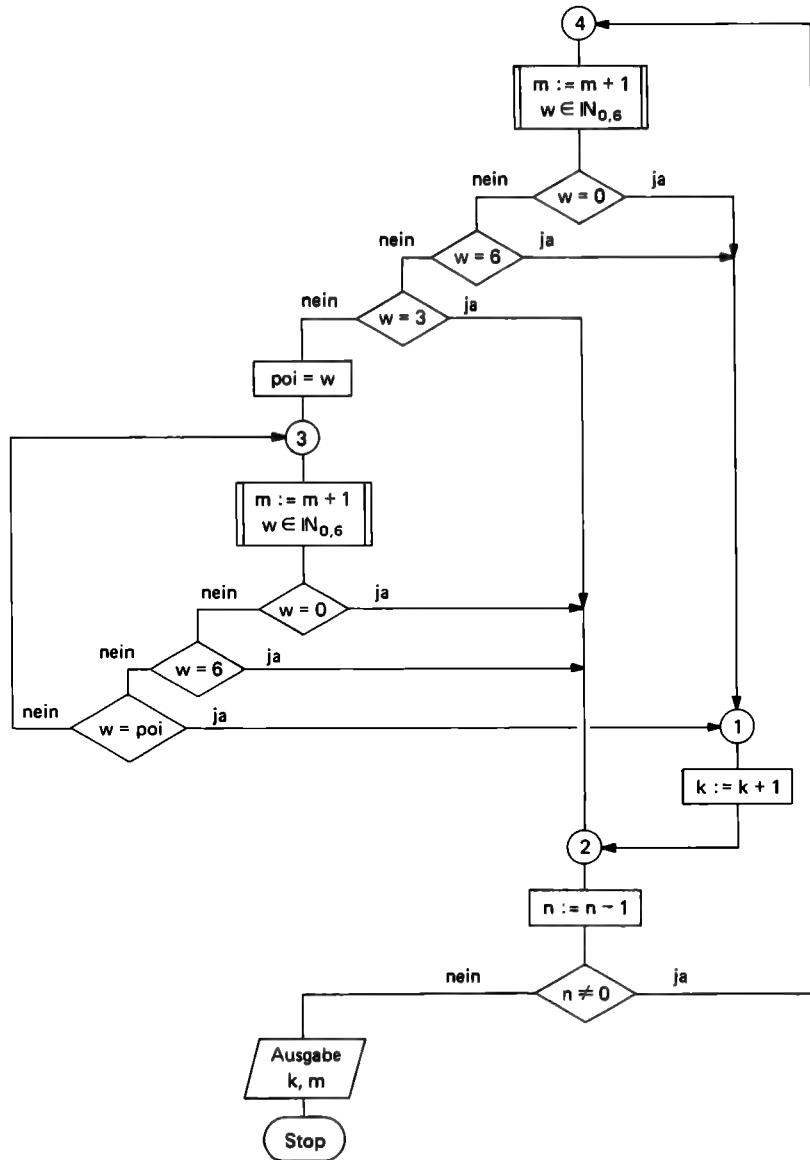 4
m := m + 1
w ∈ ℕ₀,₆
nein
w = 0
ja
nein
w = 6
ja
nein
w = 3
ja
poi = w
3
m := m + 1
w ∈ ℕ₀,₆
nein
w = 0
ja
nein
w = 6
ja
nein
w = poi
ja
1
k := k + 1
2
n := n − 1
nein
n ≠ 0
ja
Ausgabe
k, m
Stop